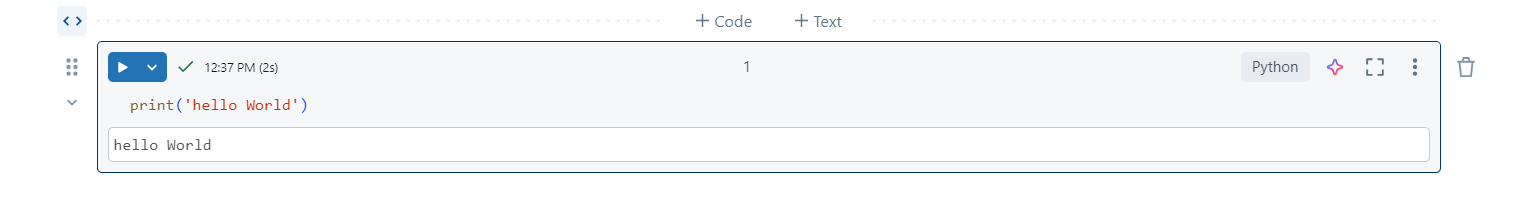 + Code + Text
12:37 PM (2s)
1
Python
print('hello World')
hello World